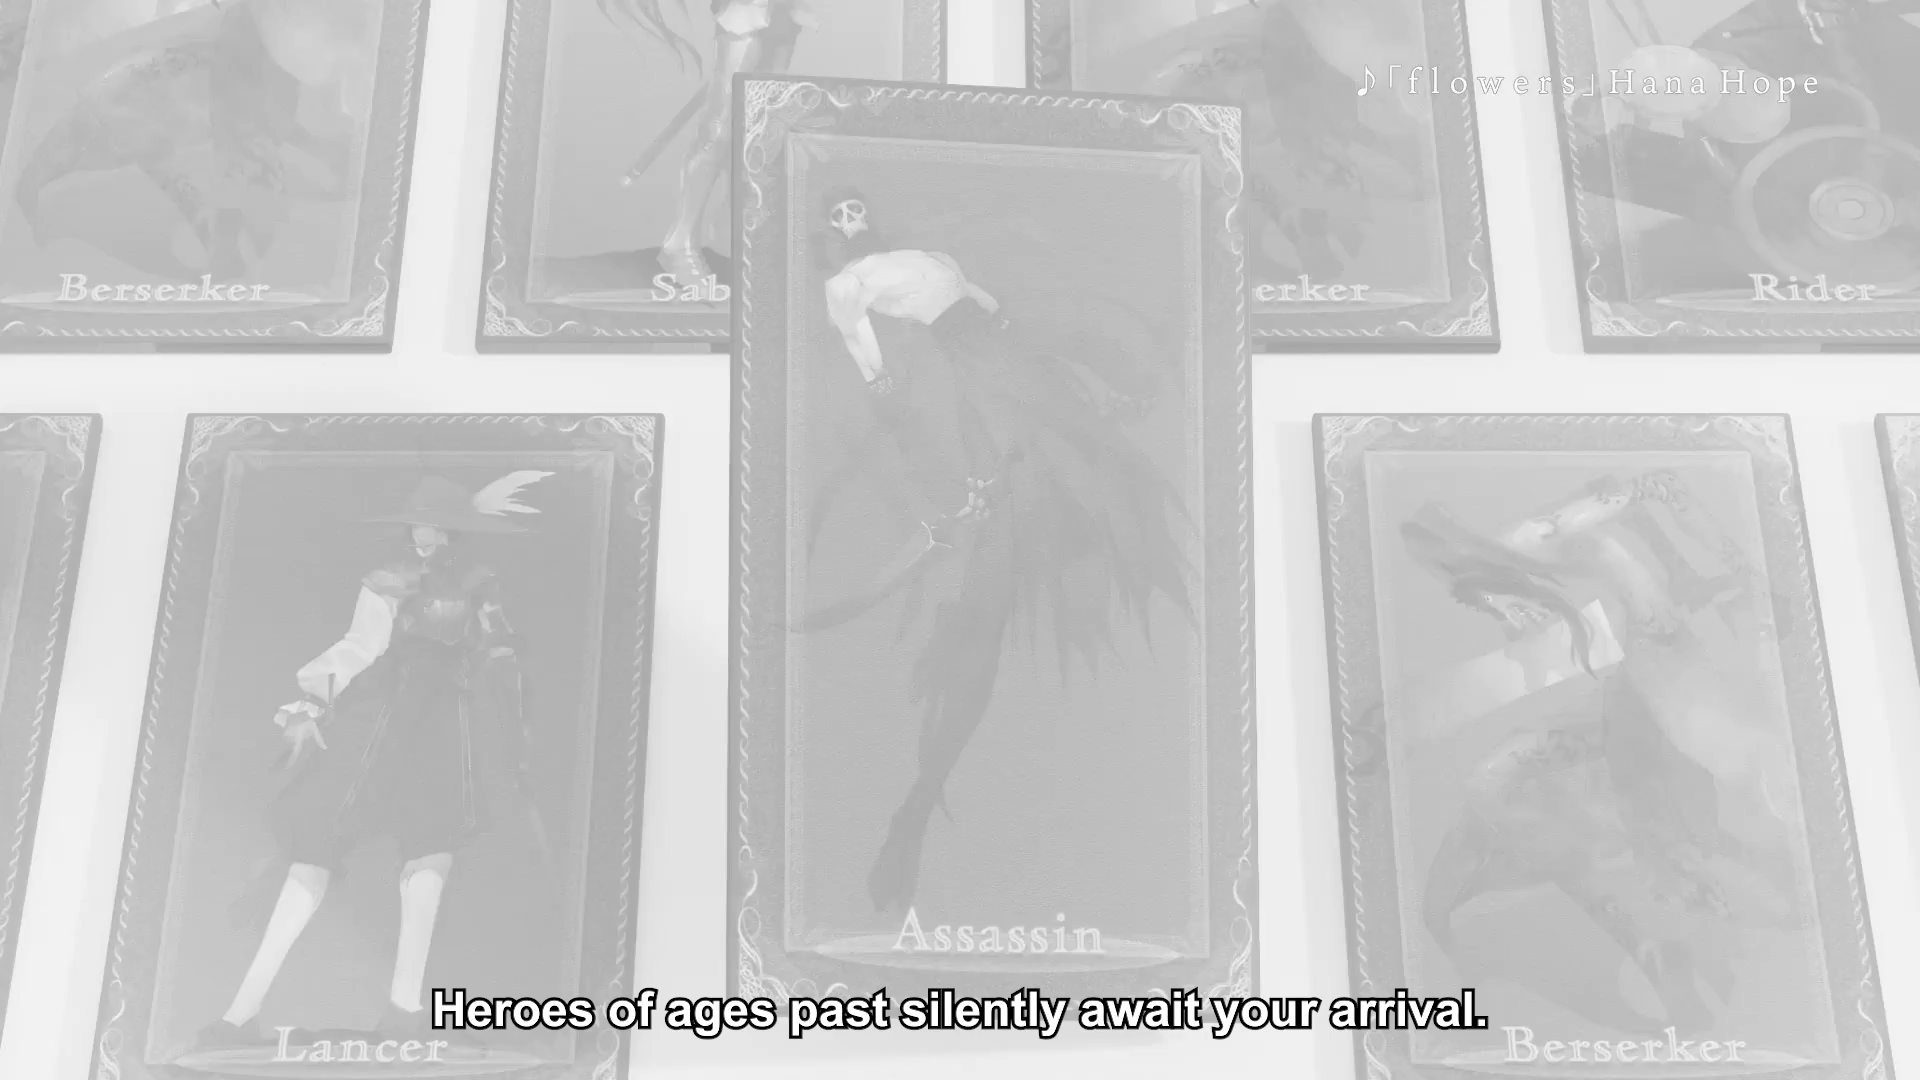 ♪「flowers」Hana Hope
Berserker
Sab
erker
Rider
Assassin
Heroes of ages past silently await your arrival.
Lancer
Berserker